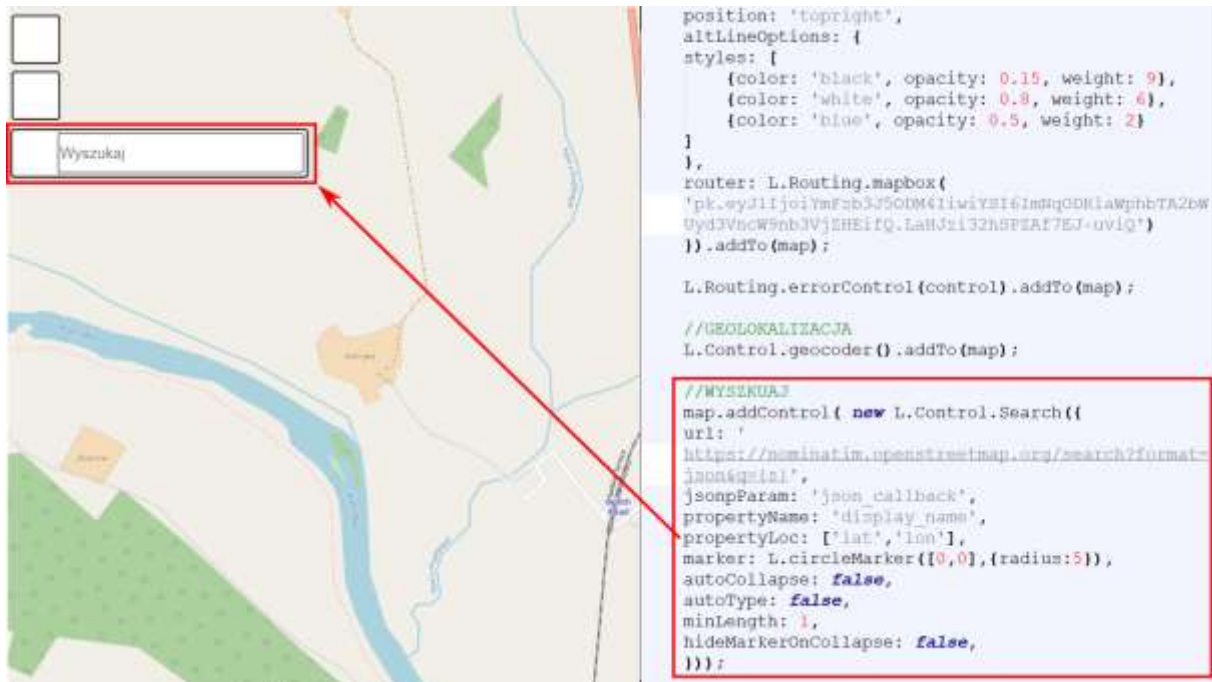 Wyszukaj
position: 'topright',
altLineOptions: {
styles: [
{color: 'black', opacity: 0.15, weight: 9},
{color: 'white', opacity: 0.8, weight: 6},
{color: 'blue', opacity: 0.5, weight: 2}
]
},
router: L.Routing.mapbox(
')
}).addTo(map);
L.Routing.errorControl(control).addTo(map);
//GEOLOKALIZACJA
L.Control.geocoder().addTo(map);
//WYSZKUAJ
map.addControl( new L.Control.Search({
url: '
https://nominatim.openstreetmap.org/search?format=
json&q={s}',
jsonpParam: 'json_callback',
propertyName: 'display_name',
propertyLoc: ['lat','lon'],
marker: L.circleMarker([0,0],{radius:5}),
autoCollapse: false,
autoType: false,
minLength: 1,
hideMarkerOnCollapse: false,
}));